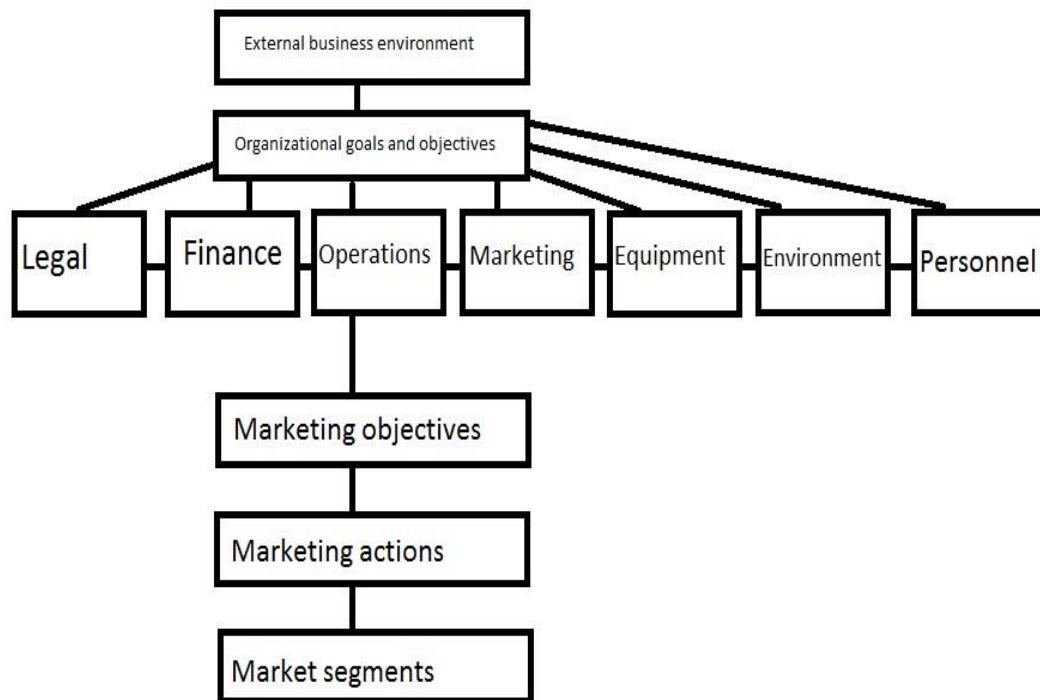 External business environment
Organizational goals and objectives
Legal
Finance
Operations
Marketing
Equipment
Environment
Personnel
Marketing objectives
Marketing actions
Market segments